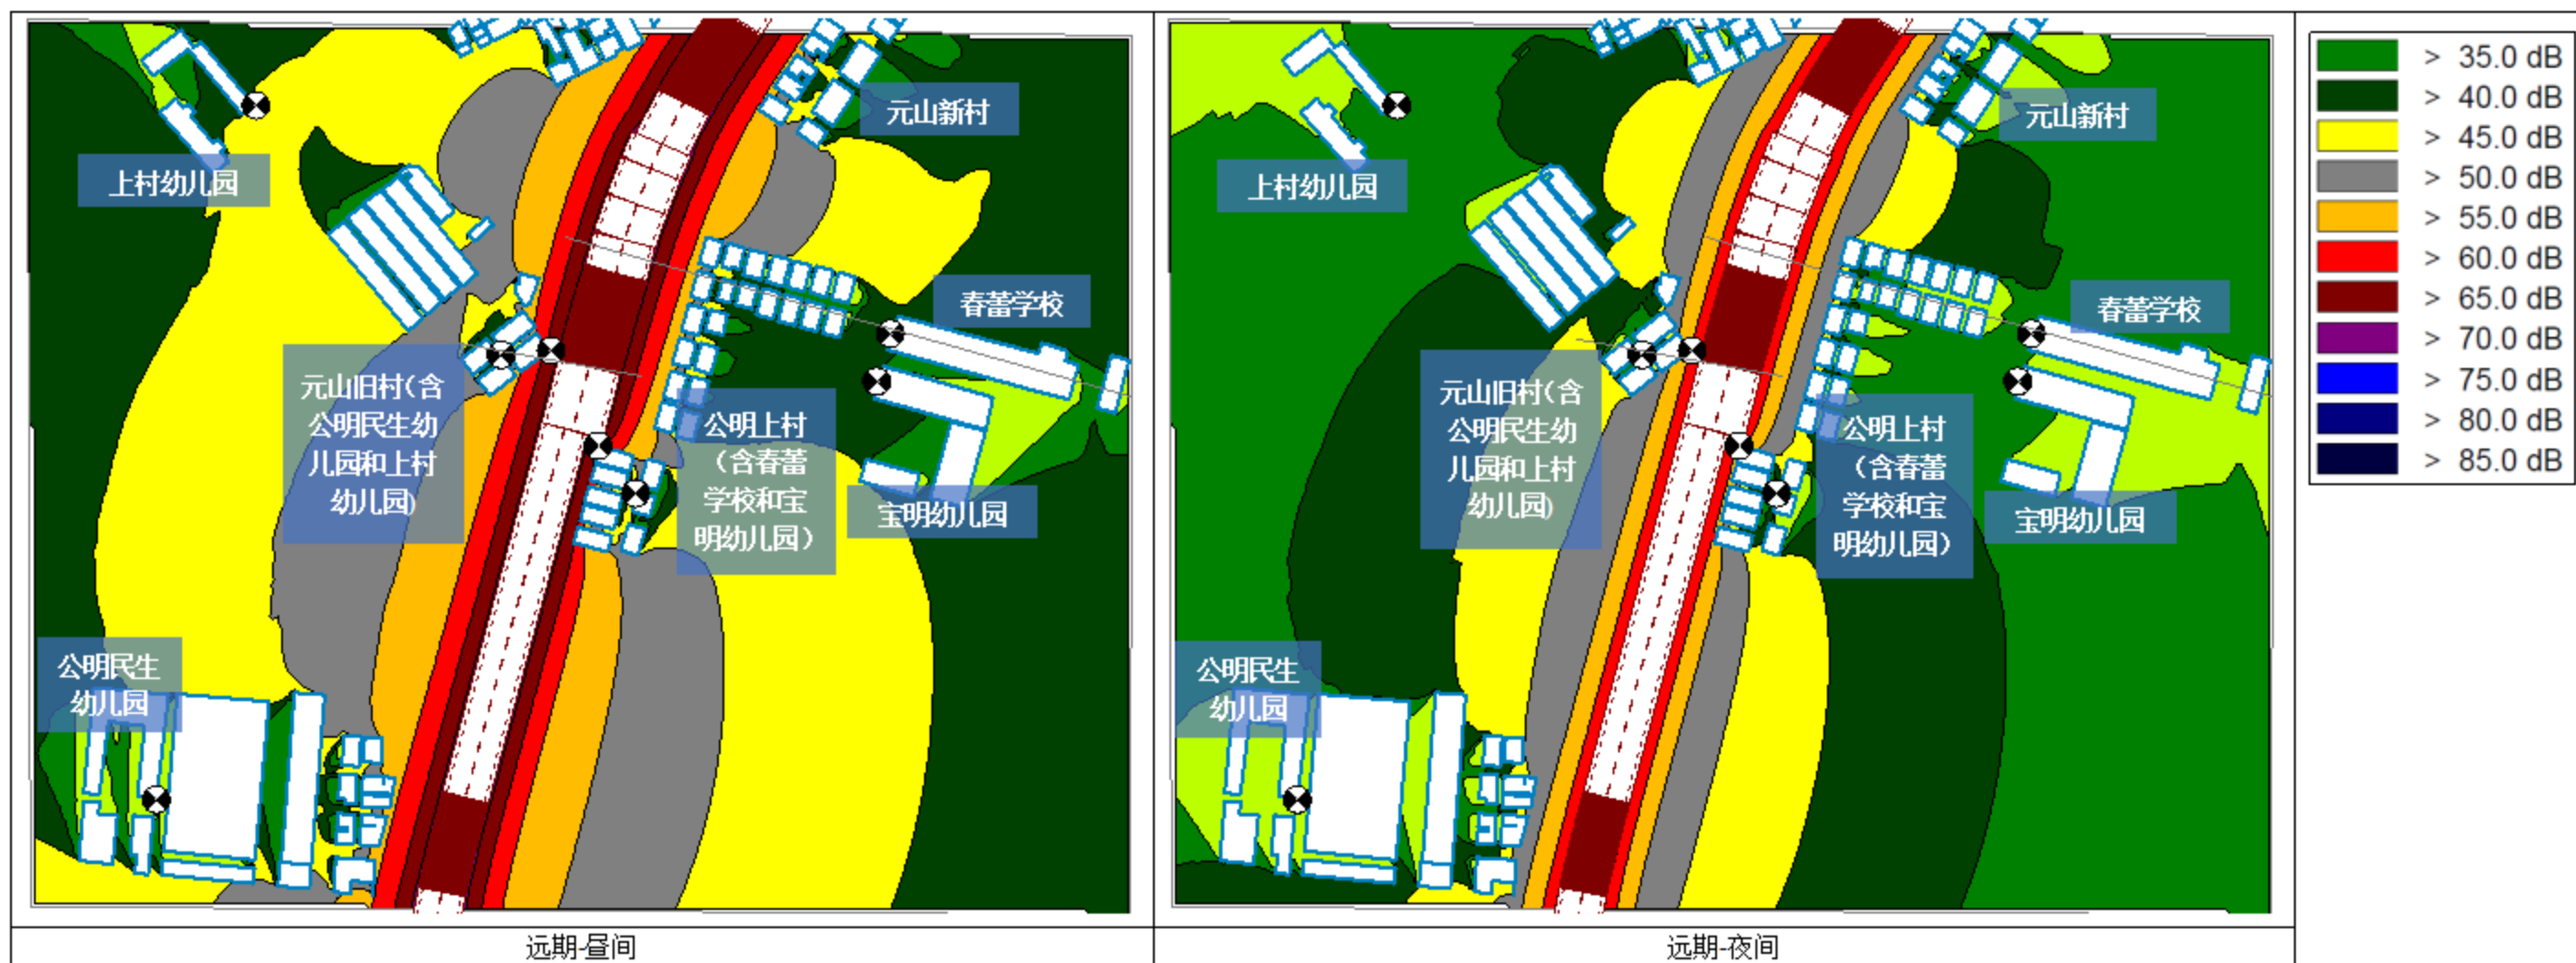 上村幼儿园
元山新村
春蕾学校
元山旧村(含
公明民生幼
儿园和上村
幼儿园)
公明上村
（含春蕾
学校和宝
明幼儿园）
宝明幼儿园
公明民生
幼儿园
远期-昼间
元山新村
上村幼儿园
春蕾学校
元山旧村(含
公明民生幼
儿园和上村
幼儿园)
公明上村
（含春蕾
学校和宝
明幼儿园）
宝明幼儿园
公明民生
幼儿园
远期-夜间
> 35.0 dB
> 40.0 dB
> 45.0 dB
> 50.0 dB
> 55.0 dB
> 60.0 dB
> 65.0 dB
> 70.0 dB
> 75.0 dB
> 80.0 dB
> 85.0 dB